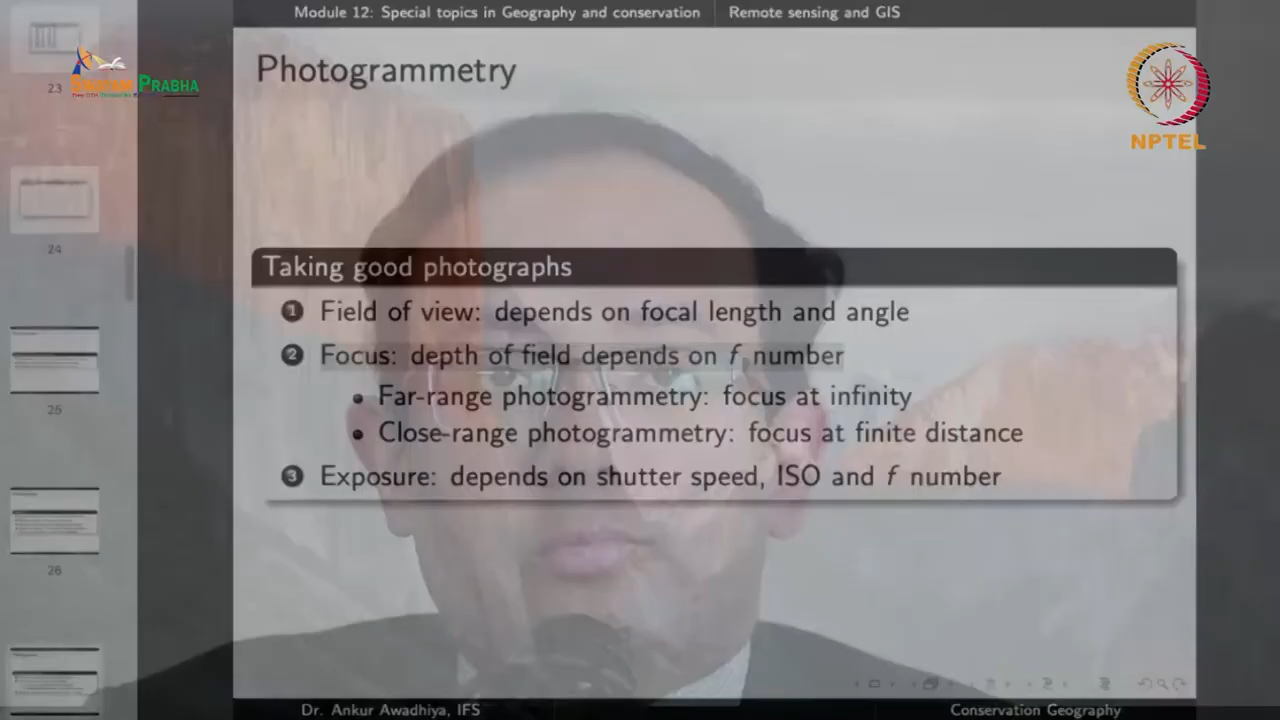 Module 12: Special topics in Geography and conservation
Remote sensing and GIS
Photogrammetry
SWAYAM PRABHA
NPTEL
23
24
25
26
Taking good photographs
1 Field of view: depends on focal length and angle
2 Focus: depth of field depends on f number
• Far-range photogrammetry: focus at infinity
• Close-range photogrammetry: focus at finite distance
3 Exposure: depends on shutter speed, ISO and f number
Dr. Ankur Awadhiya, IFS
Conservation Geography